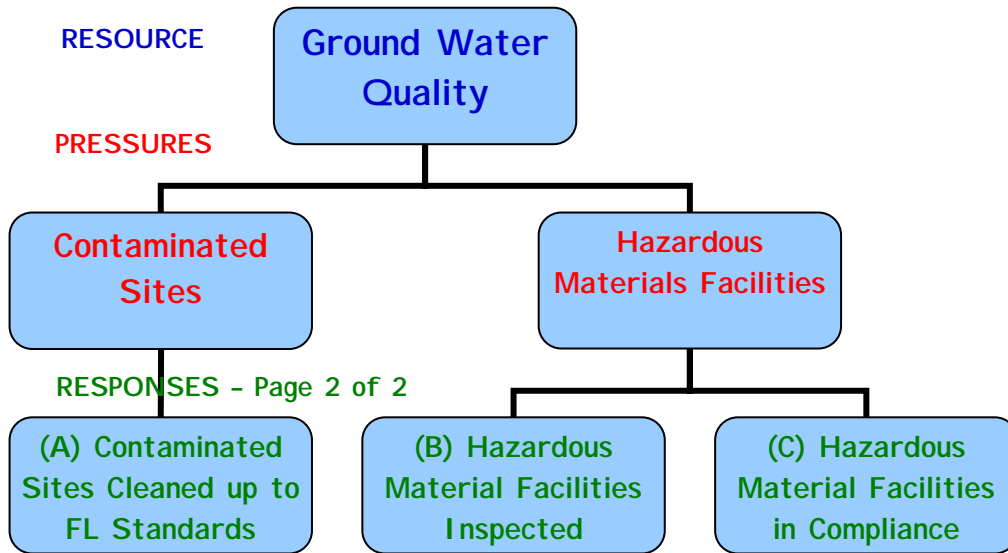 RESOURCE
Ground Water
Quality
PRESSURES
Contaminated
Sites
Hazardous
Materials Facilities
RESPONSES – Page 2 of 2
(A) Contaminated
Sites Cleaned up to
FL Standards
(B) Hazardous
Material Facilities
Inspected
(C) Hazardous
Material Facilities
in Compliance